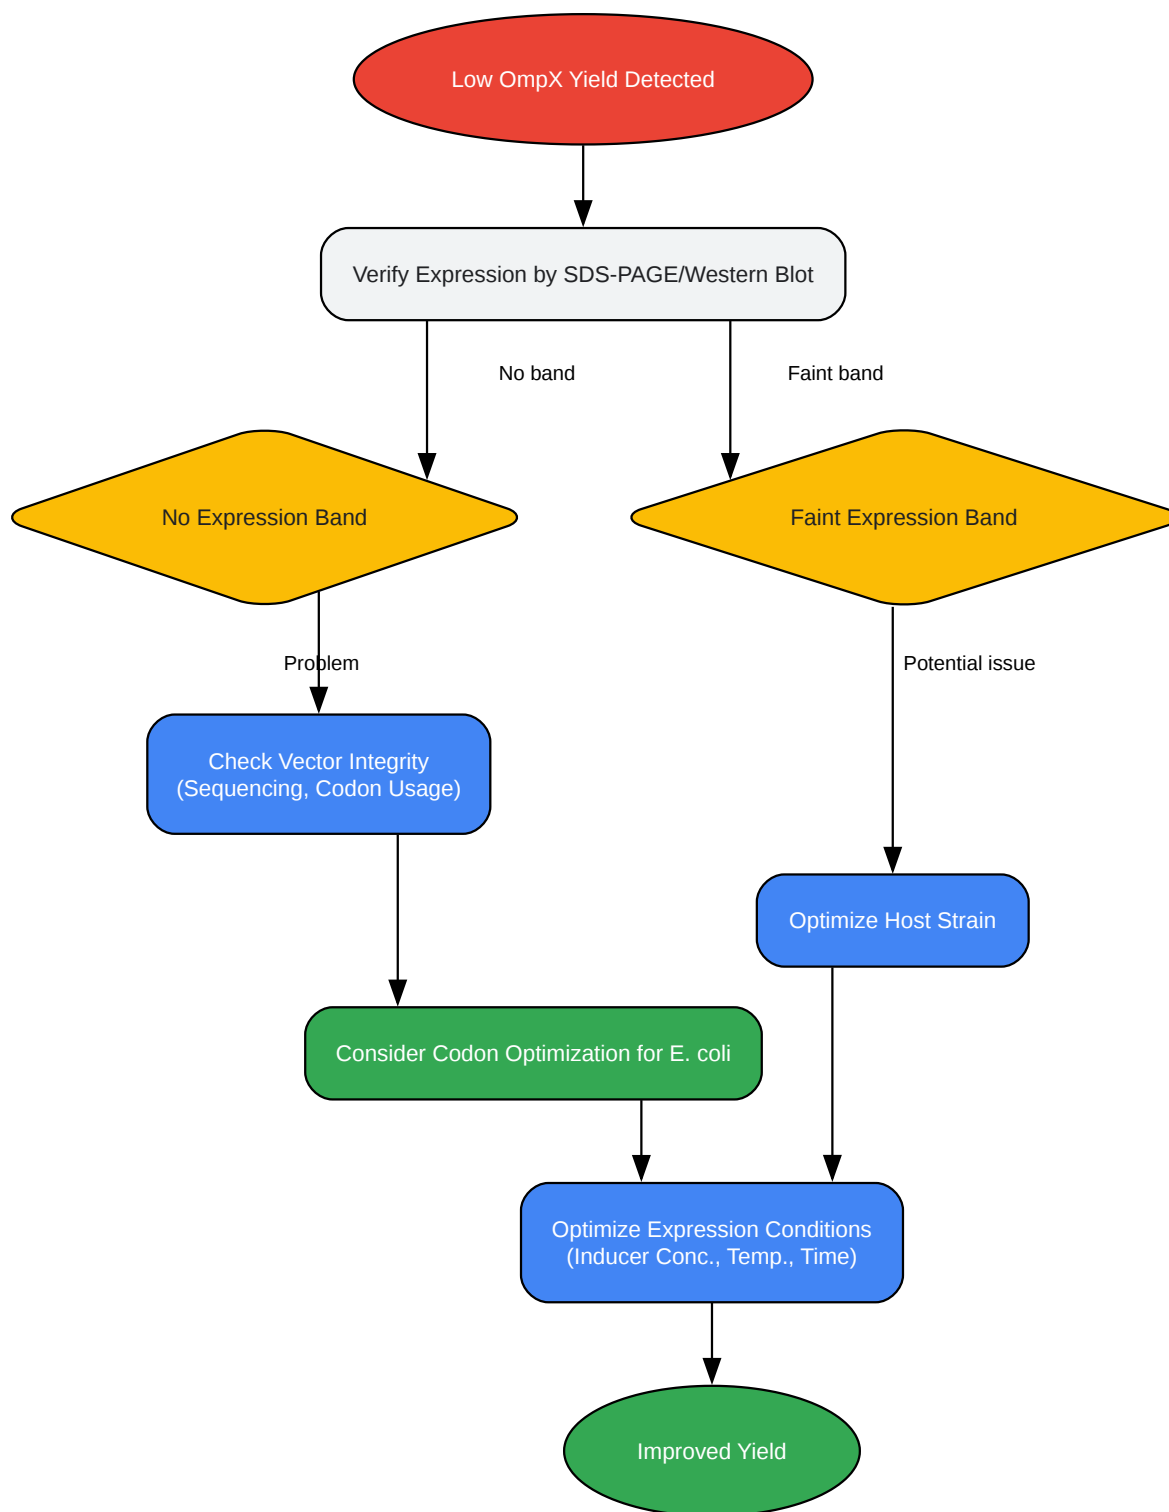 Low OmpX Yield Detected
Verify Expression by SDS-PAGE/Western Blot
No band
Faint band
No Expression Band
Faint Expression Band
Problem
Potential issue
Check Vector Integrity
(Sequencing, Codon Usage)
Optimize Host Strain
Consider Codon Optimization for E. coli
Optimize Expression Conditions
(Inducer Conc., Temp., Time)
Improved Yield